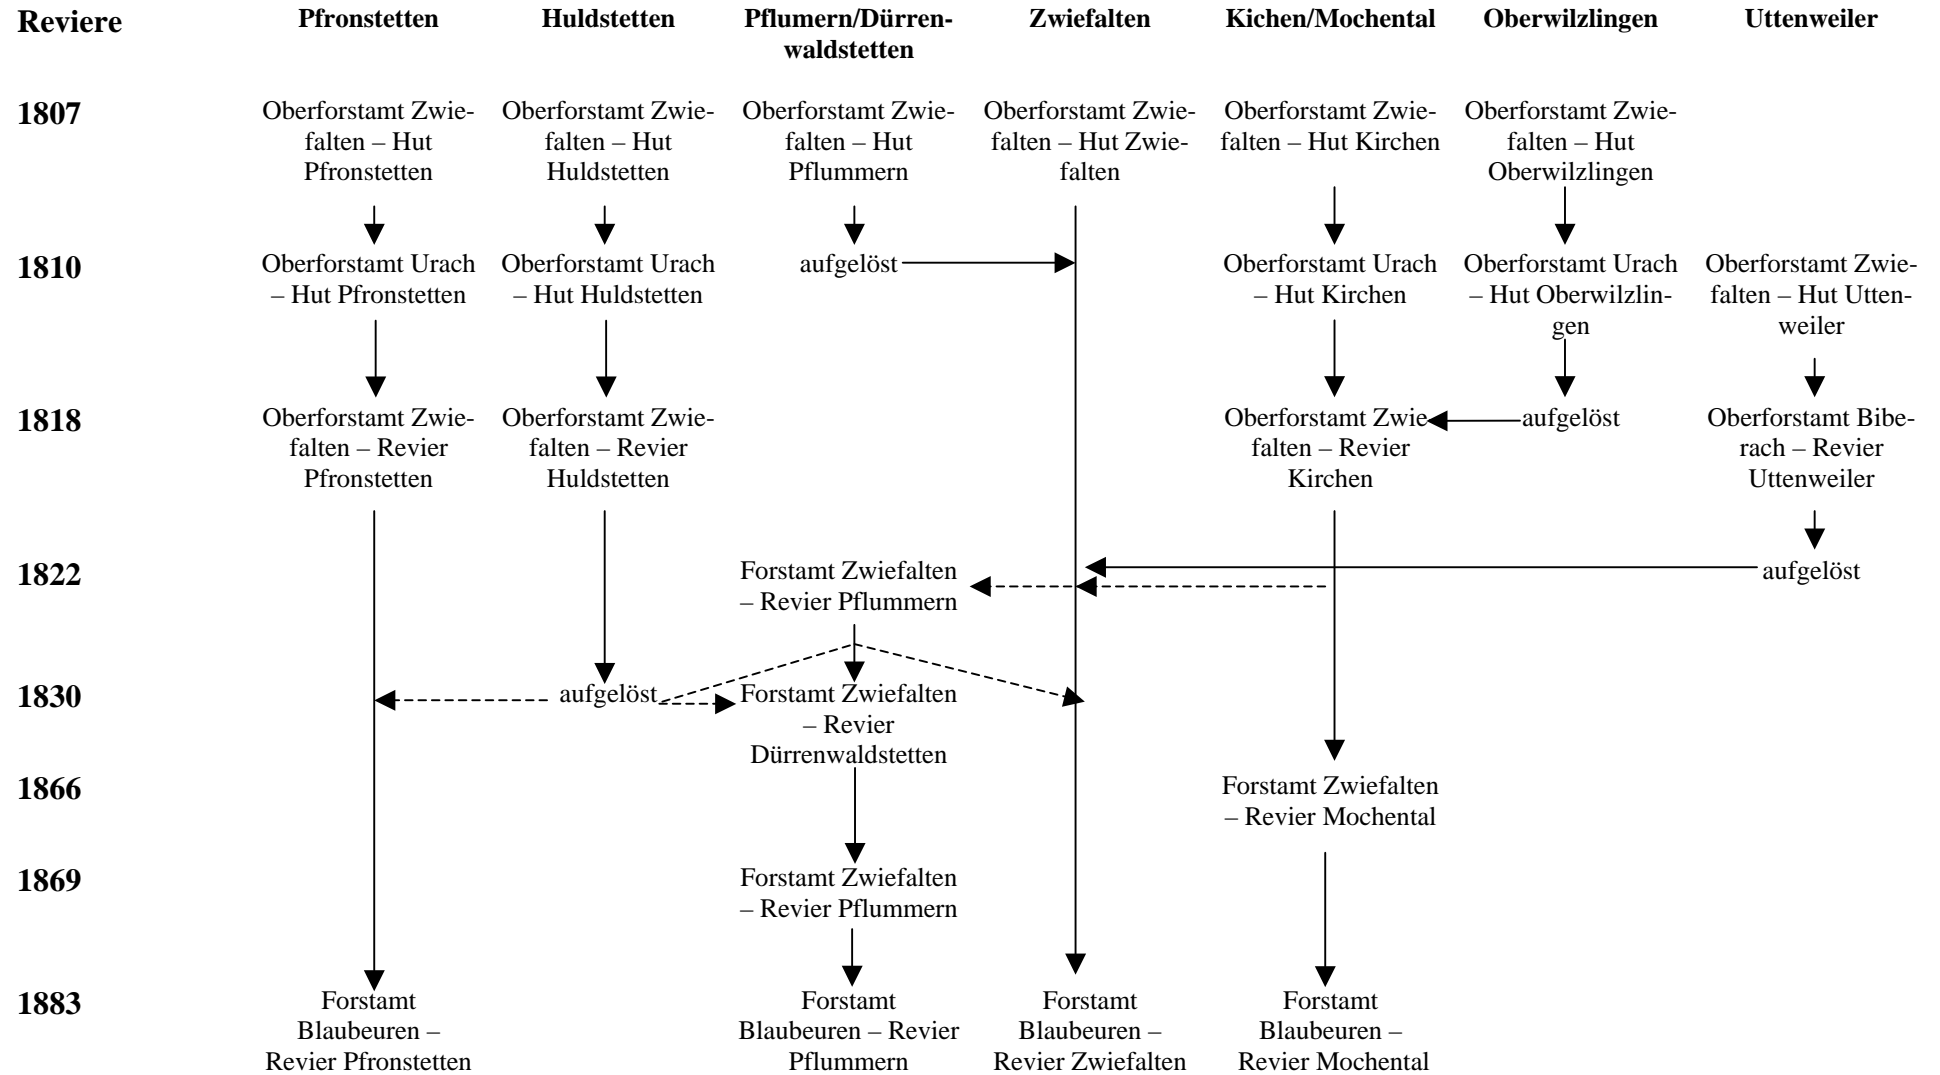 Reviere
Pfronstetten
Huldstetten
Pflumern/Dürren-
waldstetten
Zwiefalten
Kichen/Mochental
Oberwilzlingen
Uttenweiler
1807
Oberforstamt Zwie-
falten – Hut
Pfronstetten
Oberforstamt Zwie-
falten – Hut
Huldstetten
Oberforstamt Zwie-
falten – Hut
Pflummern
Oberforstamt Zwie-
falten – Hut Zwie-
falten
Oberforstamt Zwie-
falten – Hut Kirchen
Oberforstamt Zwie-
falten – Hut
Oberwilzlingen
1810
Oberforstamt Urach
– Hut Pfronstetten
Oberforstamt Urach
– Hut Huldstetten
aufgelöst
Oberforstamt Urach
– Hut Kirchen
Oberforstamt Urach
– Hut Oberwilzlin-
gen
Oberforstamt Zwie-
falten – Hut Utten-
weiler
1818
Oberforstamt Zwie-
falten – Revier
Pfronstetten
Oberforstamt Zwie-
falten – Revier
Huldstetten
Oberforstamt Zwie-
falten – Revier
Kirchen
aufgelöst
Oberforstamt Bibe-
rach – Revier
Uttenweiler
1822
Forstamt Zwiefalten
– Revier Pflummern
aufgelöst
1830
aufgelöst
Forstamt Zwiefalten
– Revier
Dürrenwaldstetten
1866
Forstamt Zwiefalten
– Revier Mochental
1869
Forstamt Zwiefalten
– Revier Pflummern
1883
Forstamt
Blaubeuren –
Revier Pfronstetten
Forstamt
Blaubeuren – Revier
Pflummern
Forstamt
Blaubeuren –
Revier Zwiefalten
Forstamt
Blaubeuren –
Revier Mochental